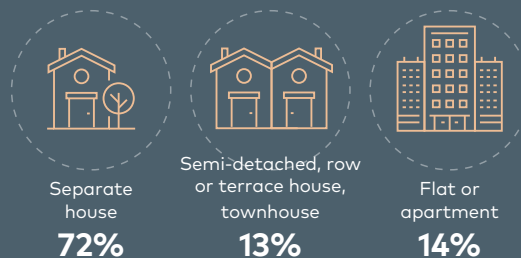 Separate
house
72%
Semi-detached, row
or terrace house,
townhouse
13%
Flat or
apartment
14%